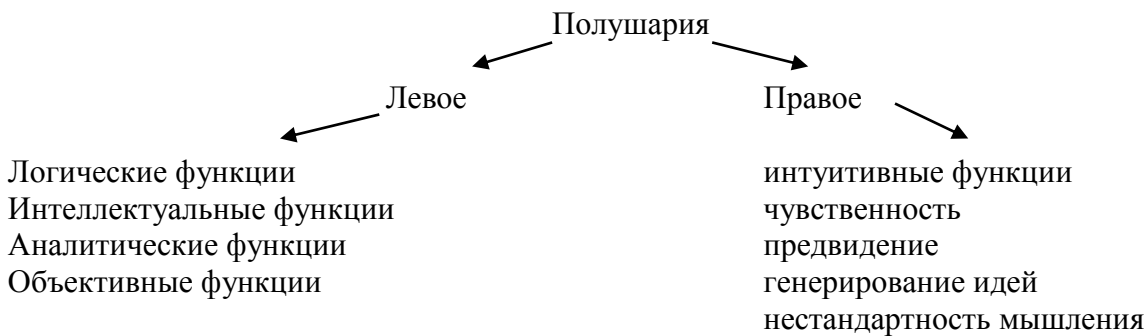 Полушария
Левое
Правое
Логические функции
Интеллектуальные функции
Аналитические функции
Объективные функции
интуитивные функции
чувственность
предвидение
генерирование идей
нестандартность мышления